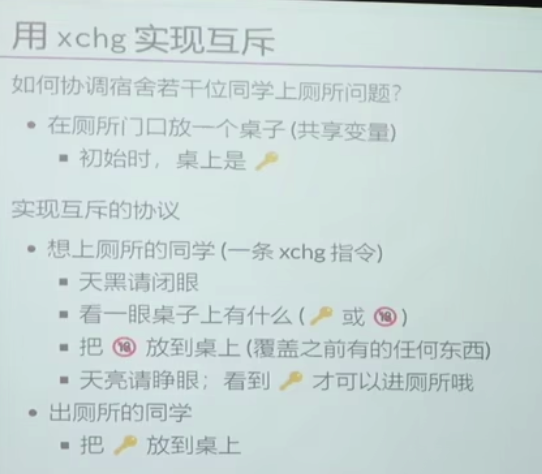 用 xchg 实现互斥
如何协调宿舍若干位同学上厕所问题？
• 在厕所门口放一个桌子 (共享变量)
▪ 初始时，桌上是 🔑
实现互斥的协议
• 想上厕所的同学 (一条 xchg 指令)
▪ 天黑请闭眼
▪ 看一眼桌子上有什么 (🔑 或 🔞)
▪ 把 🔞 放到桌上 (覆盖之前有的任何东西)
▪ 天亮请睁眼；看到 🔑 才可以进厕所哦
• 出厕所的同学
▪ 把 🔑 放到桌上